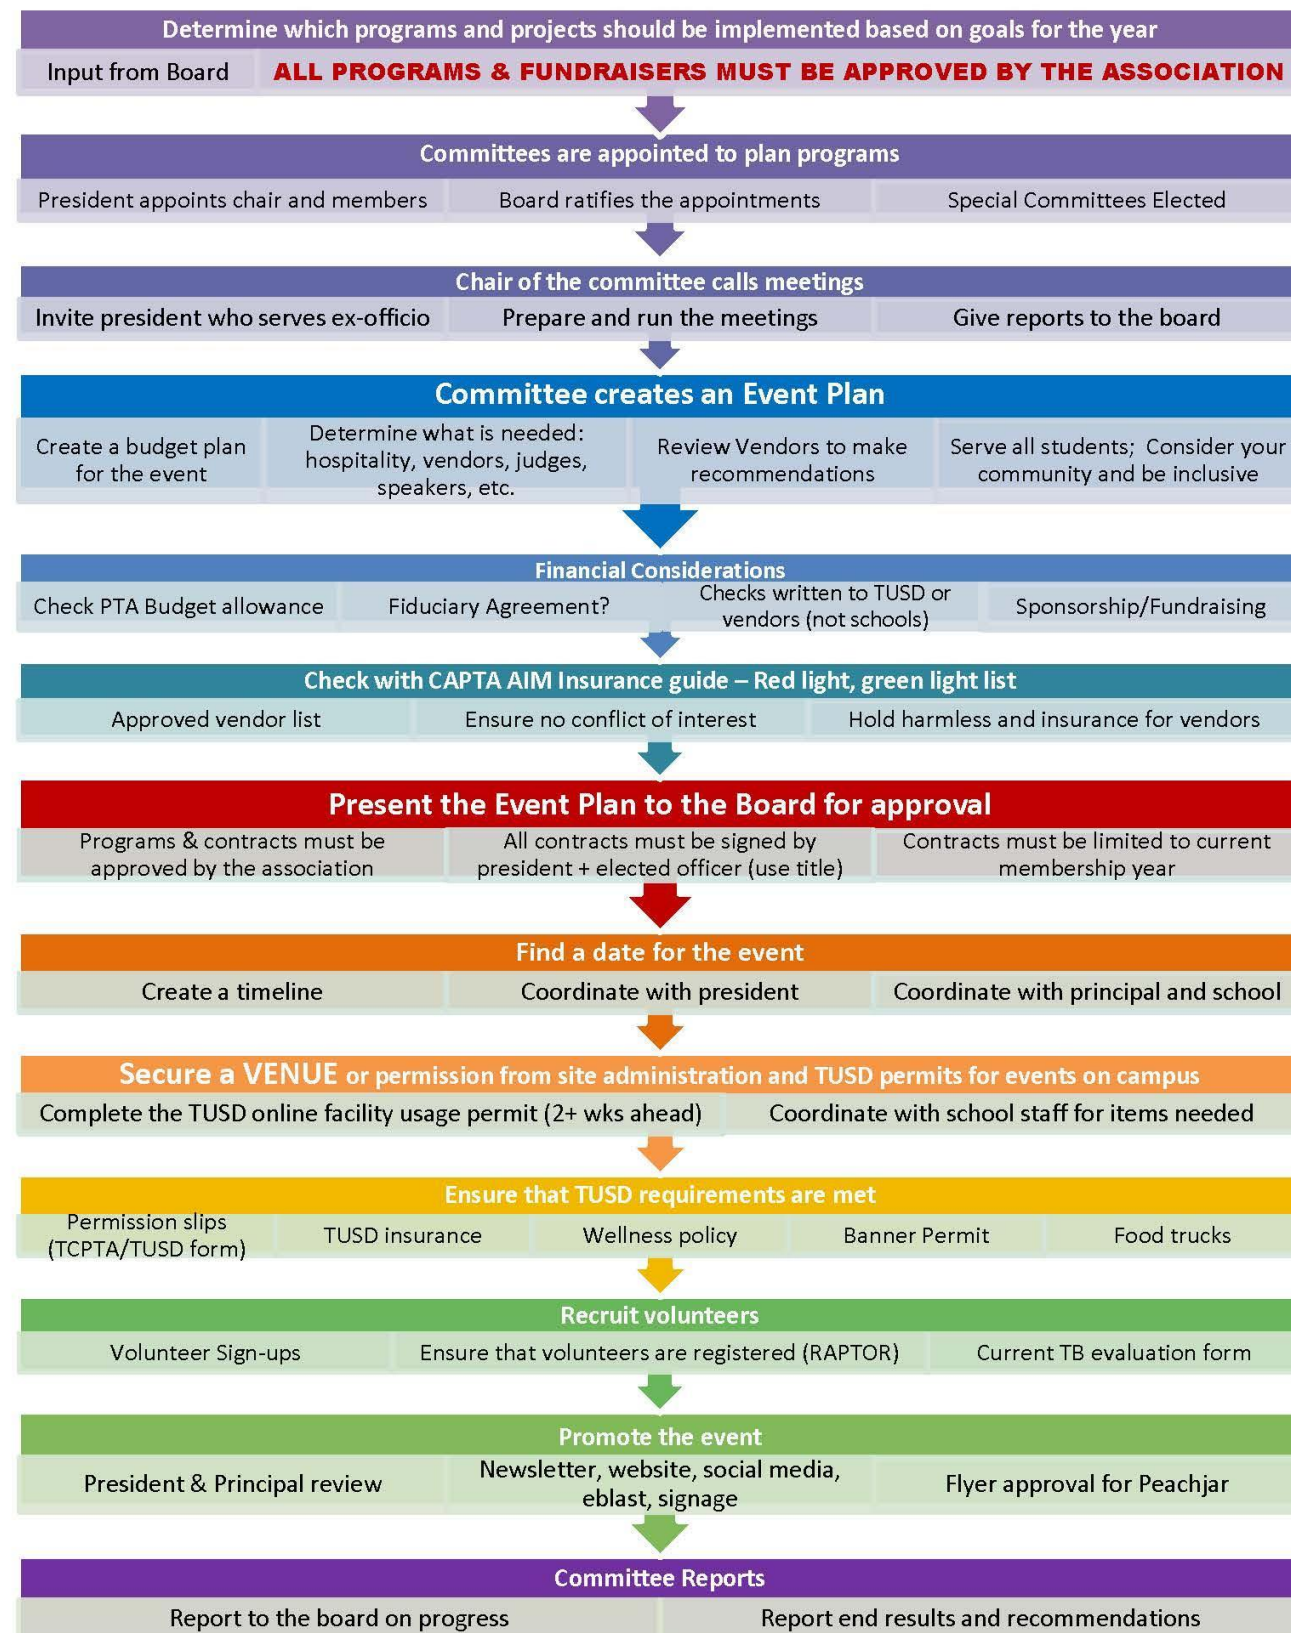 Determine which programs and projects should be implemented based on goals for the year
Input from Board
ALL PROGRAMS & FUNDRAISERS MUST BE APPROVED BY THE ASSOCIATION
Committees are appointed to plan programs
President appoints chair and members
Board ratifies the appointments
Special Committees Elected
Chair of the committee calls meetings
Invite president who serves ex-officio
Prepare and run the meetings
Give reports to the board
Committee creates an Event Plan
Create a budget plan
for the event
Determine what is needed:
hospitality, vendors, judges,
speakers, etc.
Review Vendors to make
recommendations
Serve all students; Consider your
community and be inclusive
Financial Considerations
Check PTA Budget allowance
Fiduciary Agreement?
Checks written to TUSD or
vendors (not schools)
Sponsorship/Fundraising
Check with CAPTA AIM Insurance guide – Red light, green light list
Approved vendor list
Ensure no conflict of interest
Hold harmless and insurance for vendors
Present the Event Plan to the Board for approval
Programs & contracts must be
approved by the association
All contracts must be signed by
president + elected officer (use title)
Contracts must be limited to current
membership year
Find a date for the event
Create a timeline
Coordinate with president
Coordinate with principal and school
Secure a VENUE or permission from site administration and TUSD permits for events on campus
Complete the TUSD online facility usage permit (2+ wks ahead)
Coordinate with school staff for items needed
Ensure that TUSD requirements are met
Permission slips
(TCPTA/TUSD form)
TUSD insurance
Wellness policy
Banner Permit
Food trucks
Recruit volunteers
Volunteer Sign-ups
Ensure that volunteers are registered (RAPTOR)
Current TB evaluation form
Promote the event
President & Principal review
Newsletter, website, social media,
eblast, signage
Flyer approval for Peachjar
Committee Reports
Report to the board on progress
Report end results and recommendations